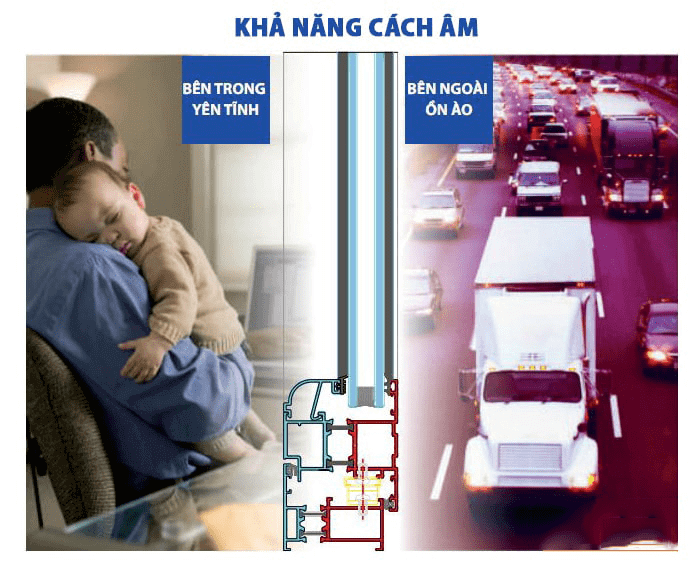 KHẢ NĂNG CÁCH ÂM
BÊN TRONG
YÊN TĨNH
BÊN NGOÀI
ỒN ÀO